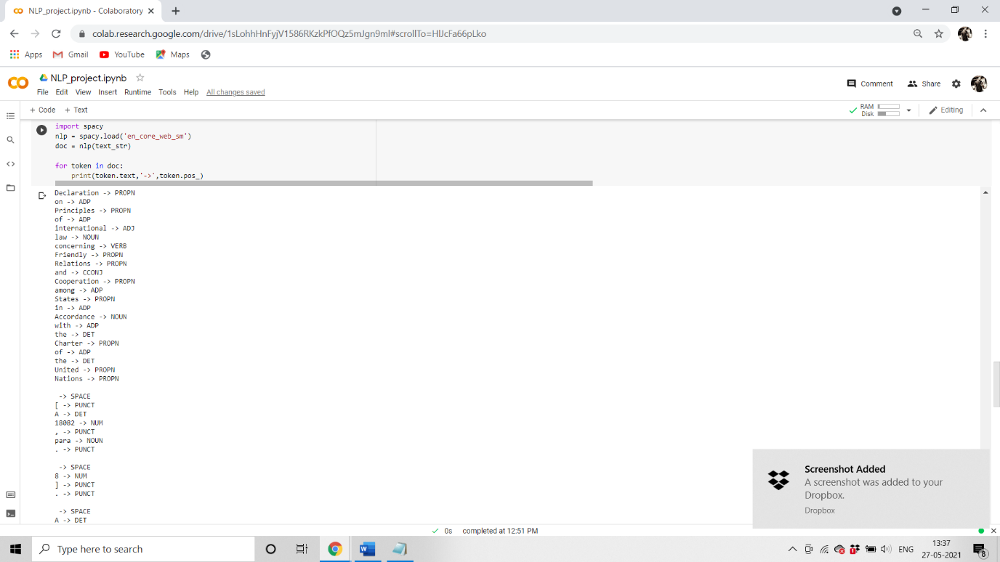 NLP_project.ipynb - Colaboratory
colab.research.google.com/drive/1sLohhHnFyjV1586RKzkPfOQz5mJgn9ml#scrollTo=HIJcFa66pLko
Apps Gmail YouTube Maps
NLP_project.ipynb
File Edit View Insert Runtime Tools Help All changes saved
Comment Share
+ Code + Text
RAM
Disk
Editing
import spacy
nlp = spacy.load('en_core_web_sm')
doc = nlp(text_str)
for token in doc:
print(token.text,'->',token.pos_)
Declaration -> PROPN
on -> ADP
Principles -> PROPN
of -> ADP
international -> ADJ
law -> NOUN
concerning -> VERB
Friendly -> PROPN
Relations -> PROPN
and -> CCONJ
Cooperation -> PROPN
among -> ADP
States -> PROPN
in -> ADP
Accordance -> NOUN
with -> ADP
the -> DET
Charter -> PROPN
of -> ADP
the -> DET
United -> PROPN
Nations -> PROPN
-> SPACE
[ -> PUNCT
A -> DET
18082 -> NUM
, -> PUNCT
para -> NOUN
. -> PUNCT
-> SPACE
8 -> NUM
] -> PUNCT
. -> PUNCT
-> SPACE
A -> DET
Screenshot Added
A screenshot was added to your
Dropbox.
Dropbox
0s completed at 12:51 PM
Type here to search
ENG
13:37
27-05-2021
8